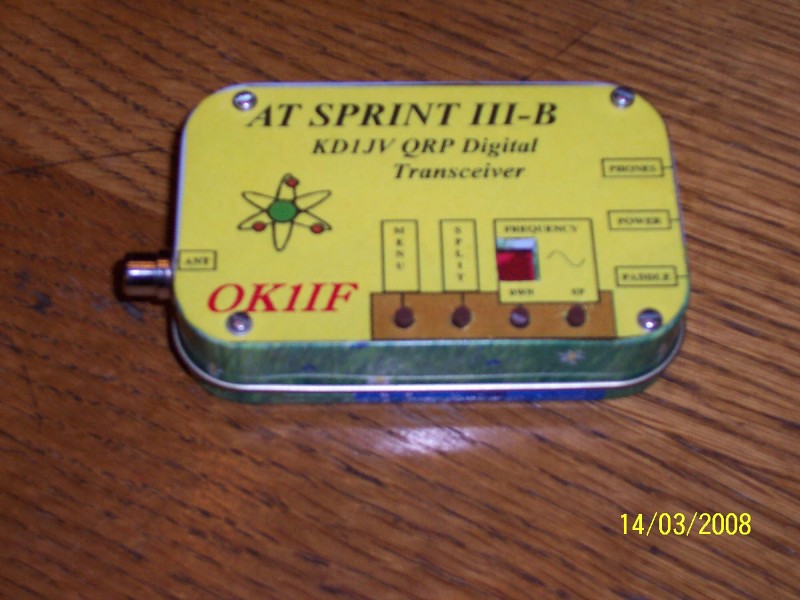 AT SPRINT III-B
KD1JV QRP Digital
Transceiver
PHONES
MENU
SPLIT
FREQUENCY
POWER
ANT
PADDLE
OK1IF
DWN
UP
14/03/2008